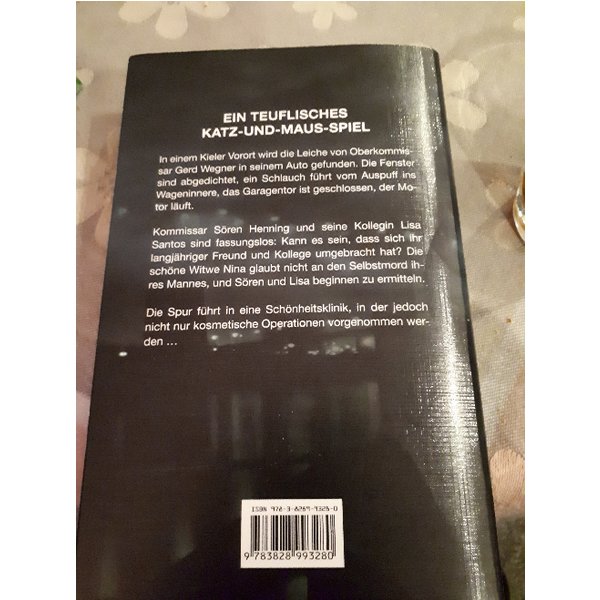 EIN TEUFLISCHES
KATZ-UND-MAUS-SPIEL
In einem Kieler Vorort wird die Leiche von Oberkommis-
sar Gerd Wegner in seinem Auto gefunden. Die Fenster
sind abgedichtet, ein Schlauch führt vom Auspuff ins
Wageninnere, das Garagentor ist geschlossen, der Mo-
tor läuft.
Kommissar Sören Henning und seine Kollegin Lisa
Santos sind fassungslos: Kann es sein, dass sich ihr
langjähriger Freund und Kollege umgebracht hat? Die
schöne Witwe Nina glaubt nicht an den Selbstmord ih-
res Mannes, und Sören und Lisa beginnen zu ermitteln.
Die Spur führt in eine Schönheitsklinik, in der jedoch
nicht nur kosmetische Operationen vorgenommen wer-
den ...
ISBN 978-3-8289-9328-0
9 783828 993280